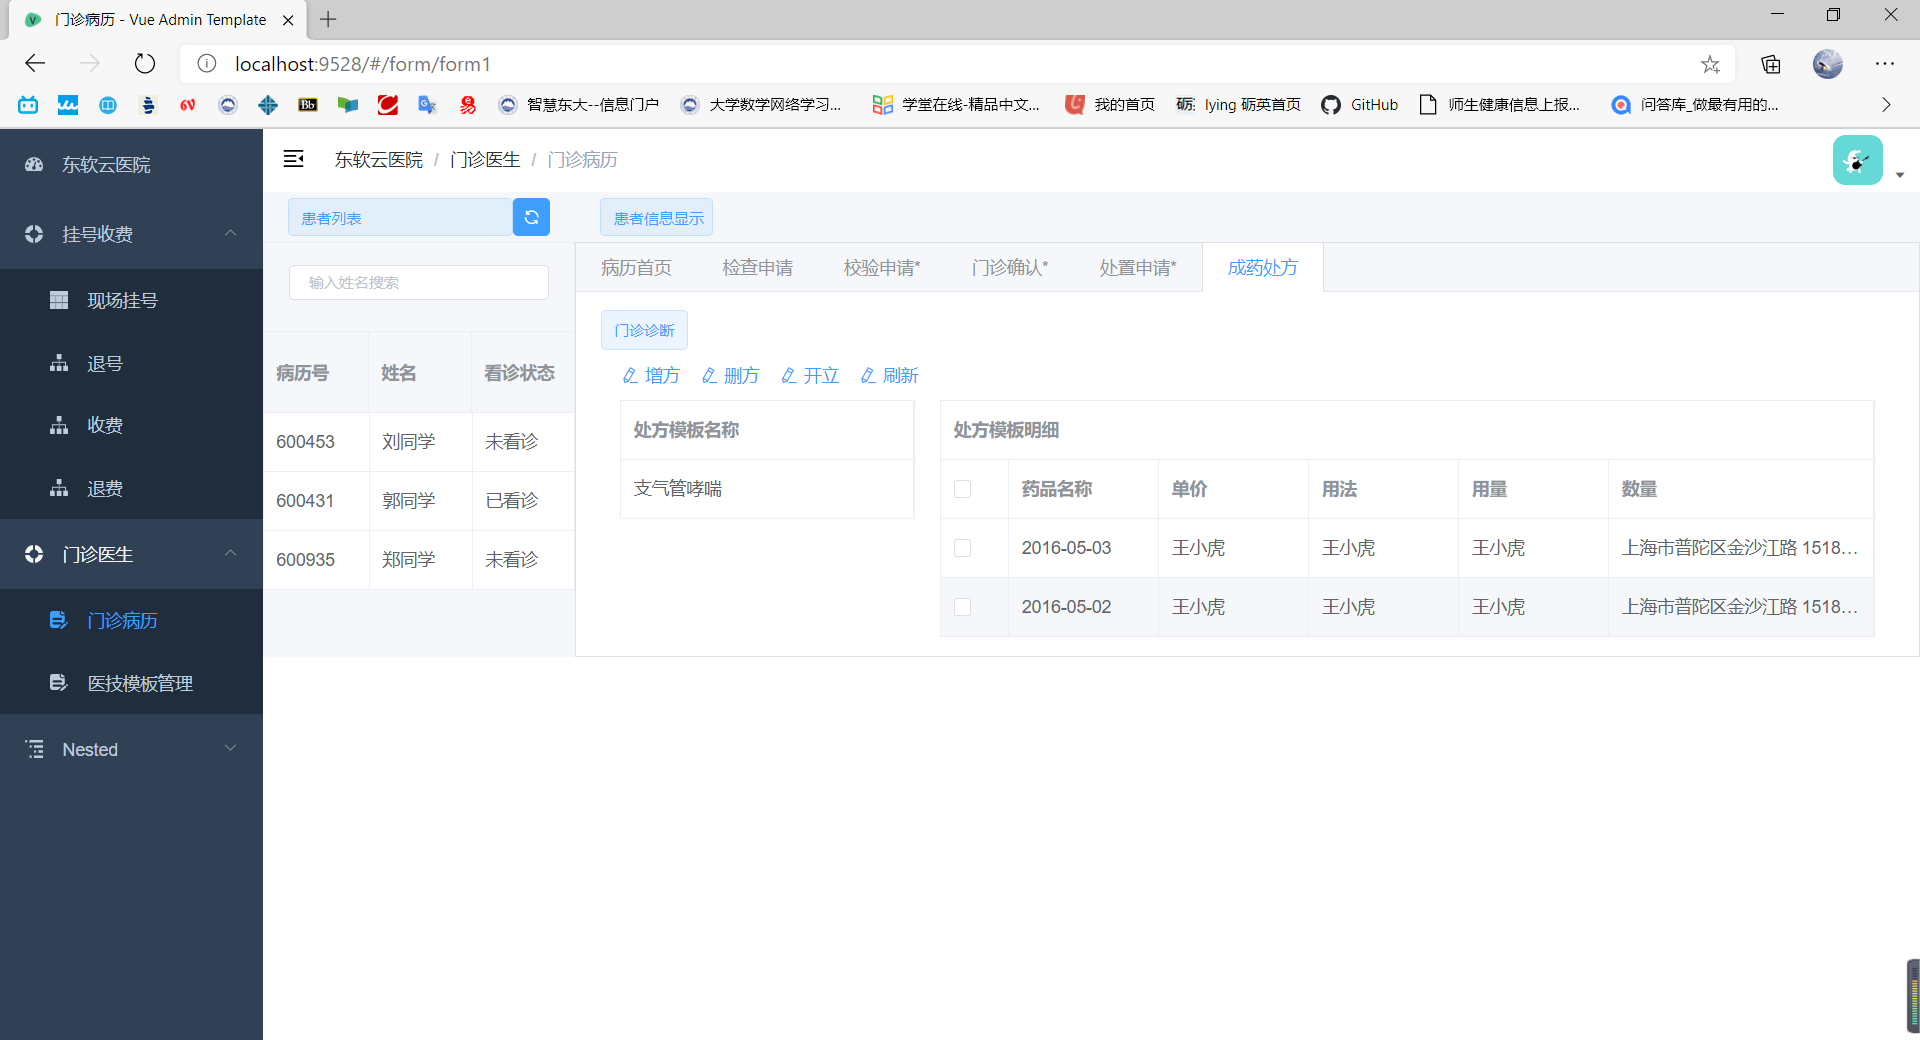 门诊病历 - Vue Admin Template
localhost:9528/#/form/form1
6V Bb 智慧东大--信息门户 大学数学网络学习... 学堂在线-精品中文... 我的首页 砺: lying 砺英首页 GitHub 师生健康信息上报... 问答库_做最有用的...
东软云医院
挂号收费
现场挂号
退号
收费
退费
门诊医生
门诊病历
医技模板管理
Nested
东软云医院 / 门诊医生 / 门诊病历
患者列表
患者信息显示
输入姓名搜索
病历号 姓名 看诊状态
600453 刘同学 未看诊
600431 郭同学 已看诊
600935 郑同学 未看诊
病历首页 检查申请 校验申请* 门诊确认* 处置申请* 成药处方
门诊诊断
增方 删方 开立 刷新
处方模板名称
支气管哮喘
处方模板明细
药品名称 单价 用法 用量 数量
2016-05-03 王小虎 王小虎 王小虎 上海市普陀区金沙江路 1518...
2016-05-02 王小虎 王小虎 王小虎 上海市普陀区金沙江路 1518...